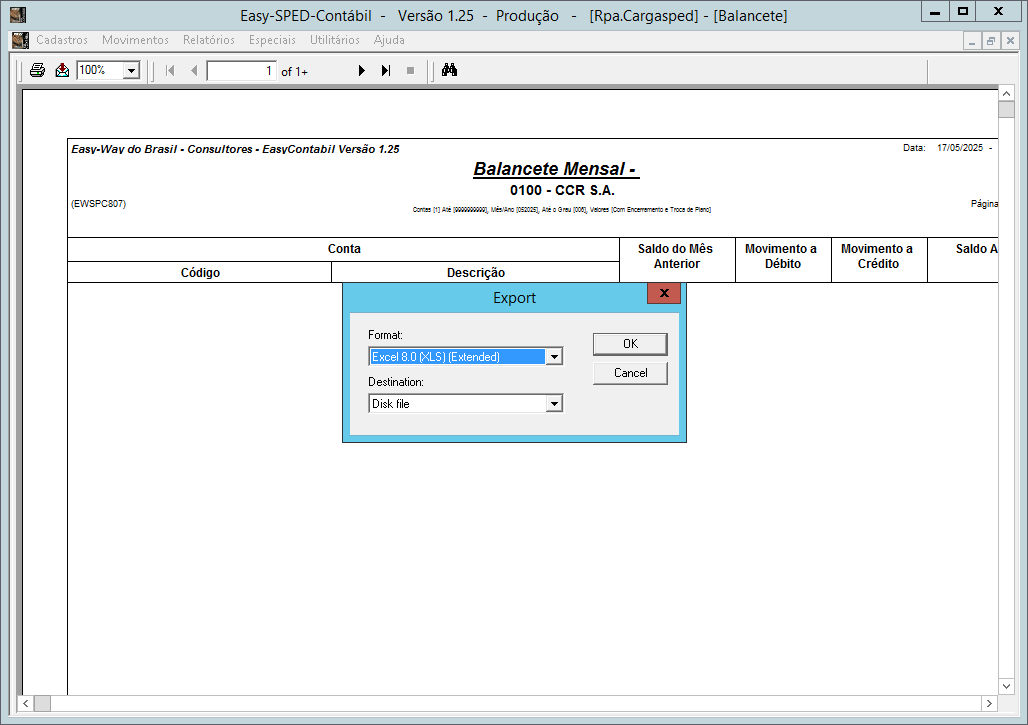 Easy-SPED-Contábil - Versão 1.25 - Produção - [Rpa.Cargasped] - [Balancete]
Cadastros Movimentos Relatórios Especiais Utilitários Ajuda
100% 1 of 1+
Easy-Way do Brasil - Consultores - EasyContabil Versão 1.25
Data: 17/05/2025 -
Balancete Mensal -
0100 - CCR S.A.
(EWSPC807)
Contas [1] Até [9999999999], Mês/Ano [052025], Até o Grau [006], Valores [Com Encerramento e Troca de Plano]
Página
Conta
Saldo do Mês Anterior
Movimento a Débito
Movimento a Crédito
Saldo A
Código
Descrição
Export
Format:
Excel 8.0 (XLS) (Extended)
OK
Destination:
Cancel
Disk file